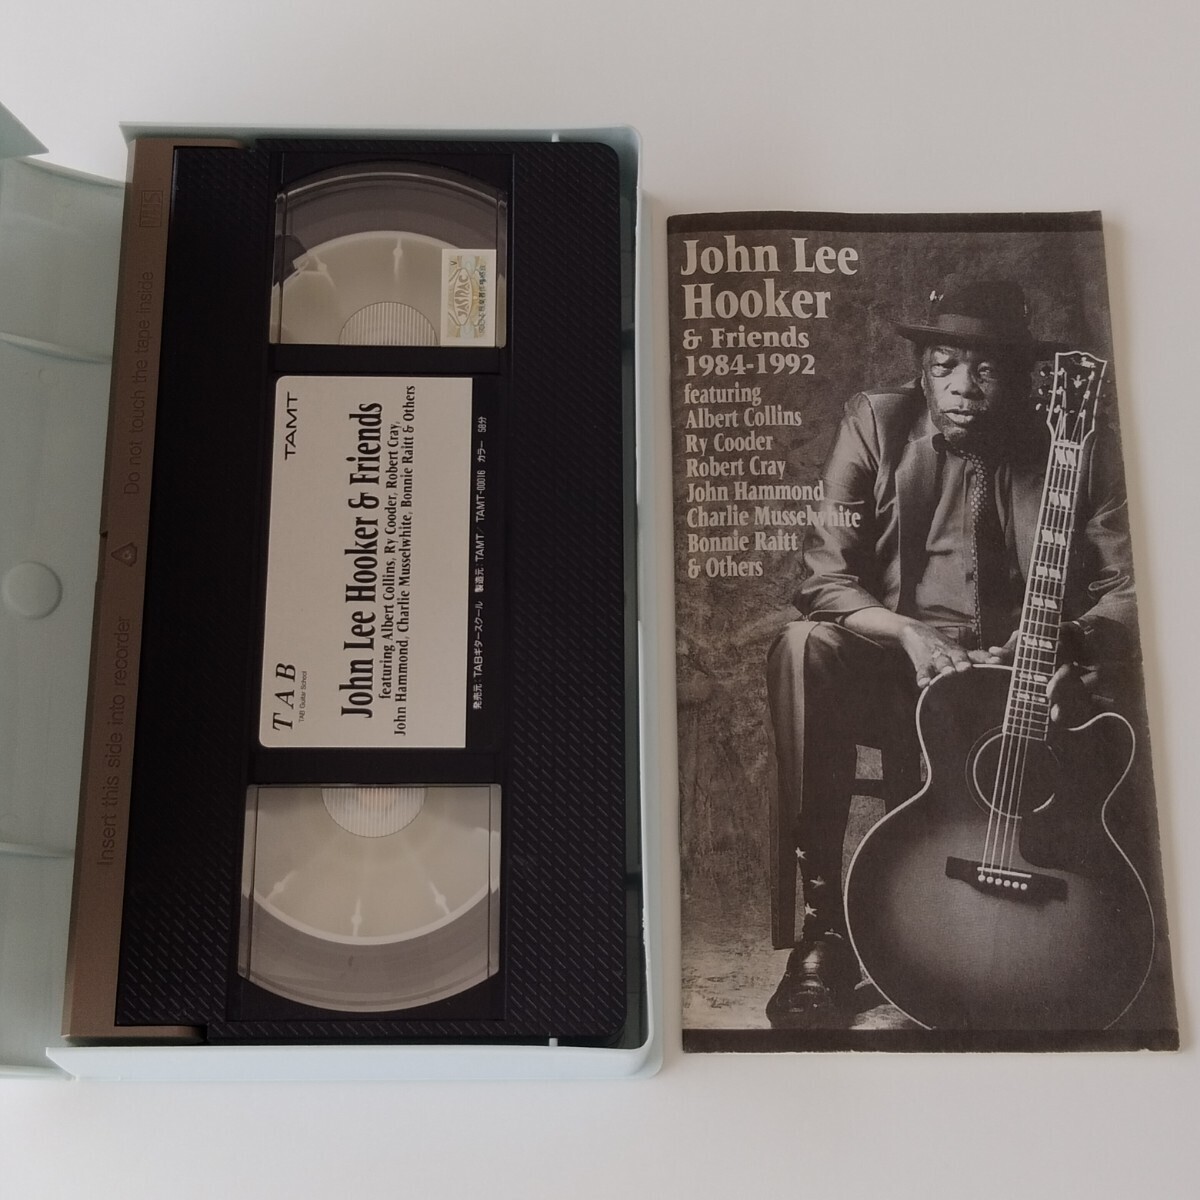 VHS
Do not touch the tape inside
Insert this side into recorder
TAMT
TAB
TAB Guitar School
John Lee Hooker & Friends
featuring Albert Collins, Ry Cooder, Robert Cray,
John Hammond, Charlie Musselwhite, Bonnie Raitt & Others
発売元:TABギタースクール 製造元:TAMT/TAMT-00016 カラー 58分
John Lee
Hooker
& Friends
1984-1992
featuring
Albert Collins
Ry Cooder
Robert Cray
John Hammond
Charlie Musselwhite
Bonnie Raitt
& Others